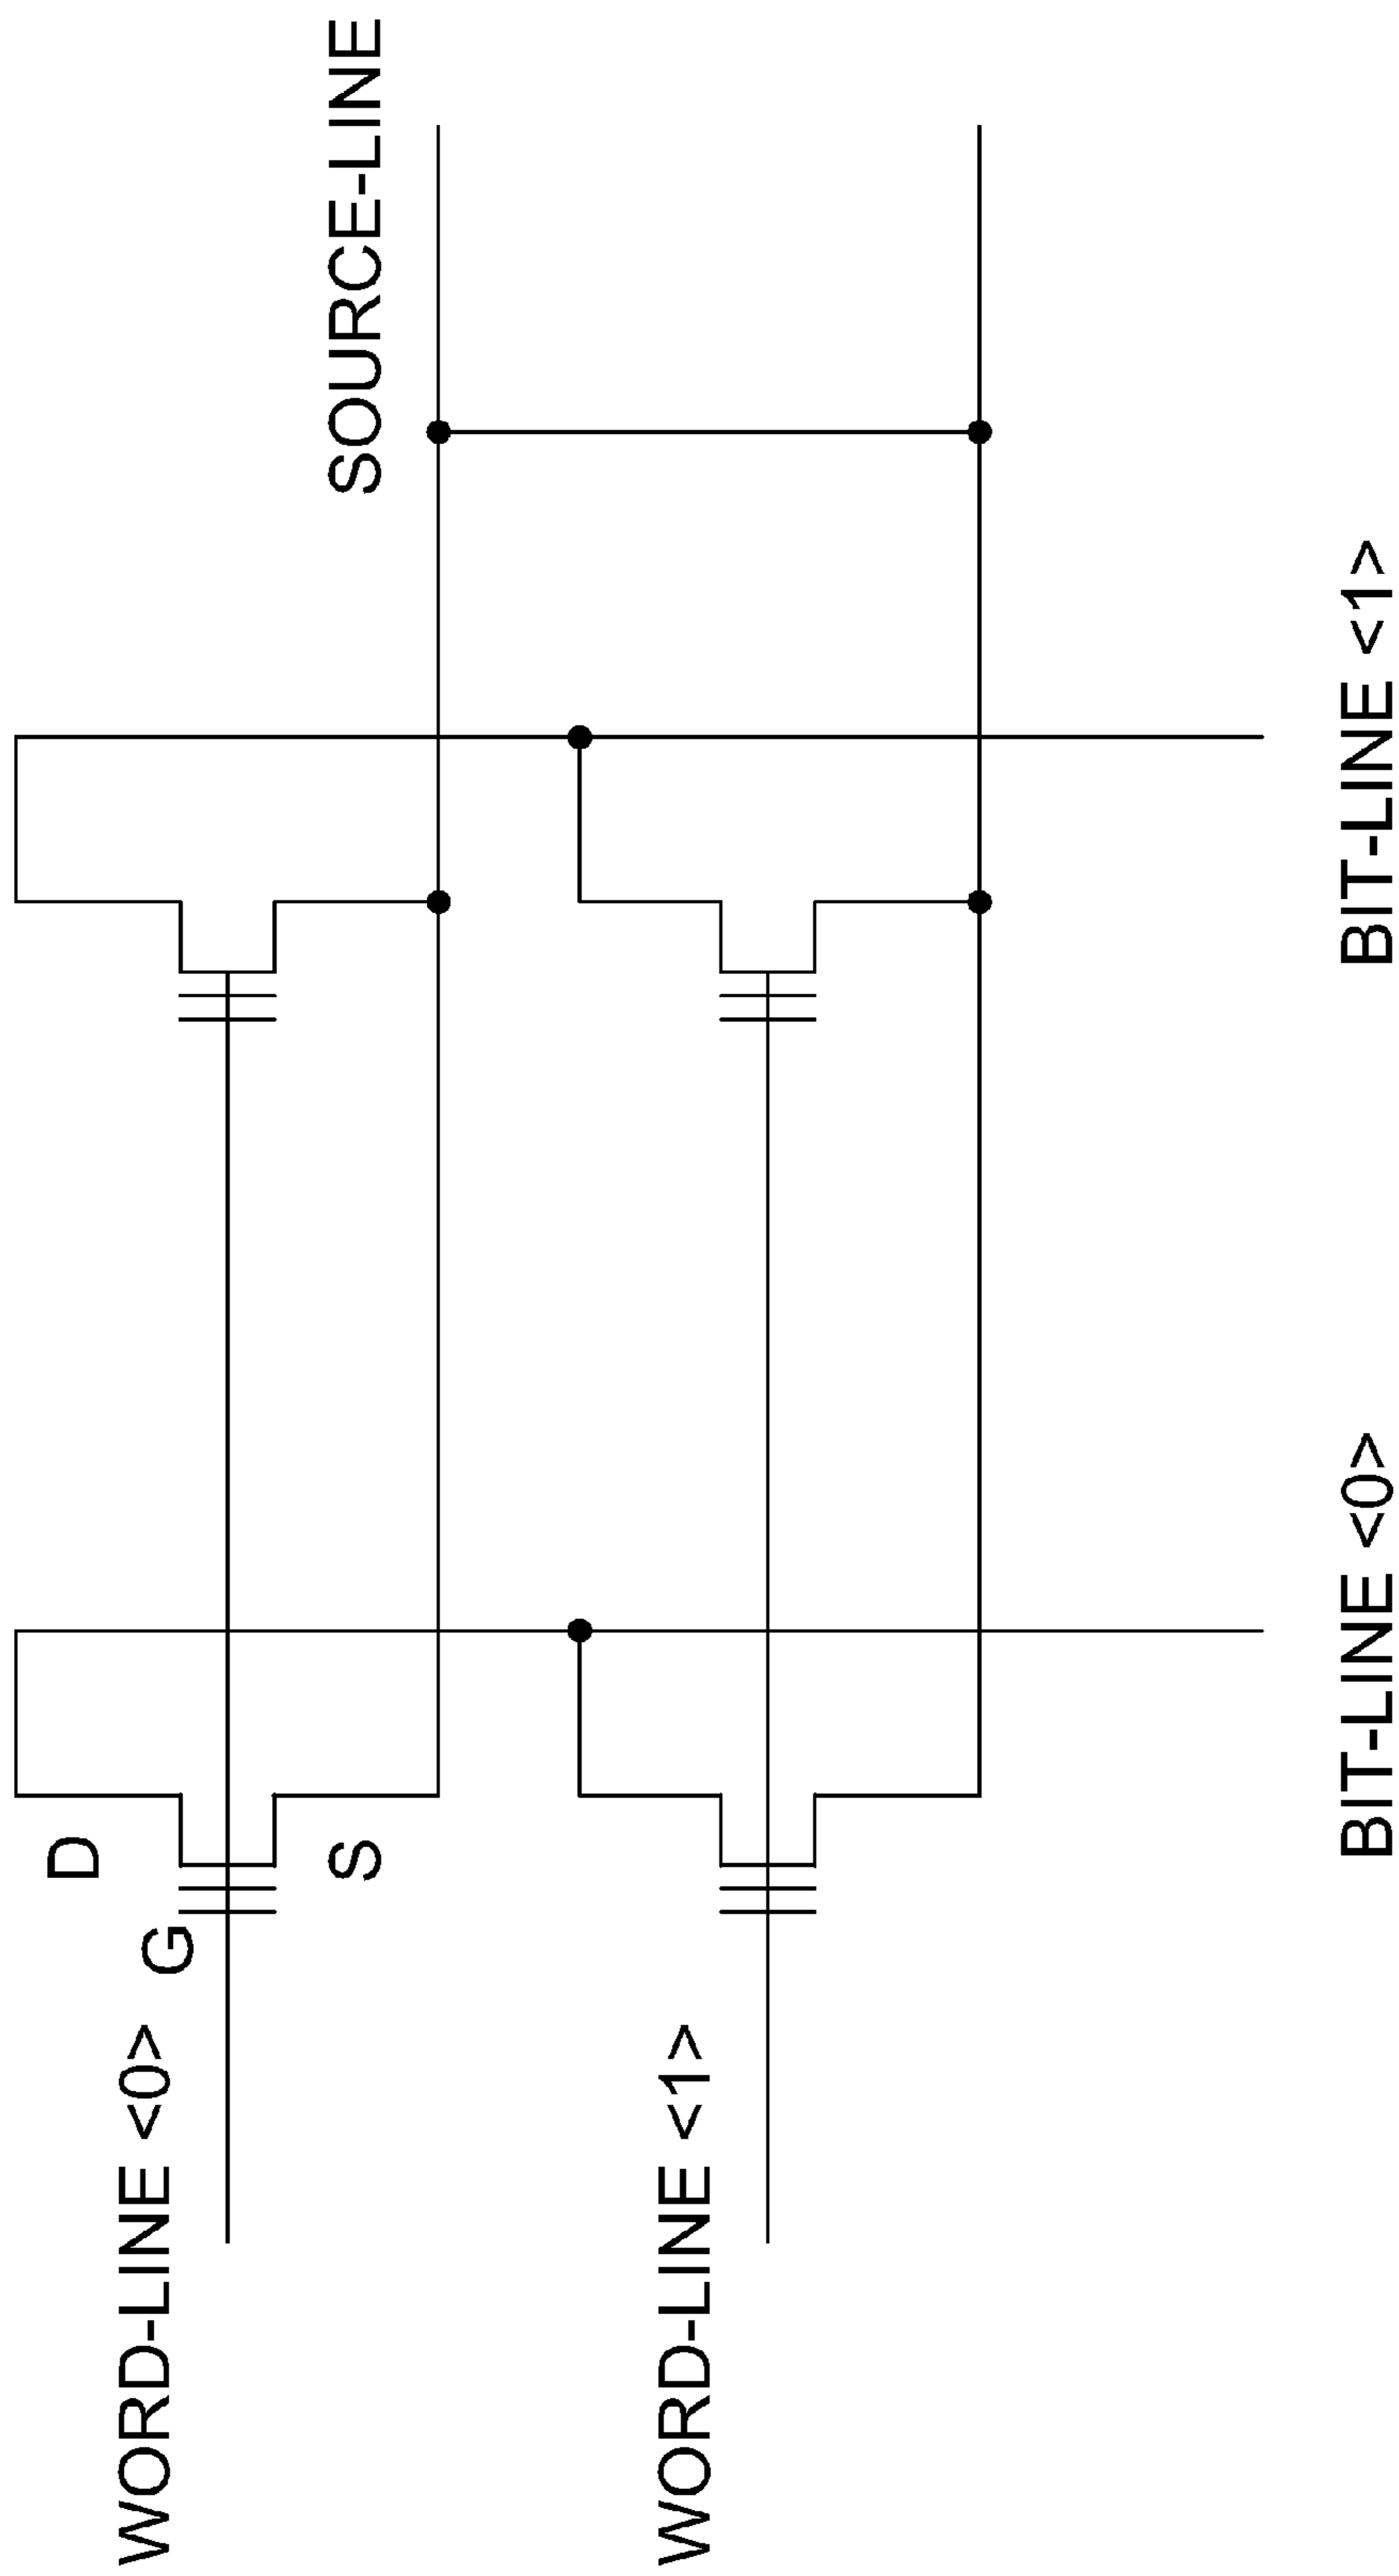 WORD-LINE <0>
G
D
S
SOURCE-LINE
WORD-LINE <1>
BIT-LINE <0>
BIT-LINE <1>